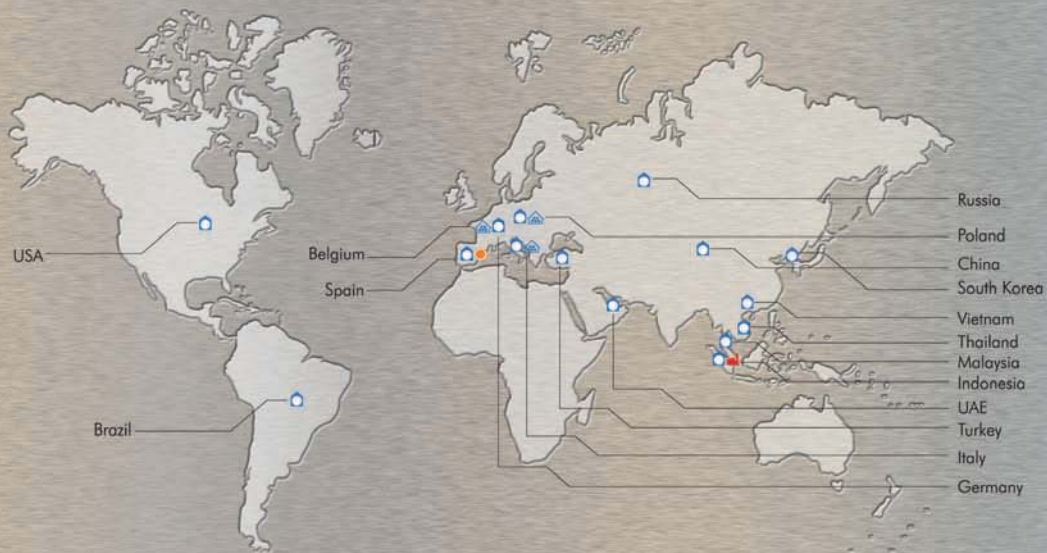 USA
Brazil
Belgium
Spain
Russia
Poland
China
South Korea
Vietnam
Thailand
Malaysia
Indonesia
UAE
Turkey
Italy
Germany